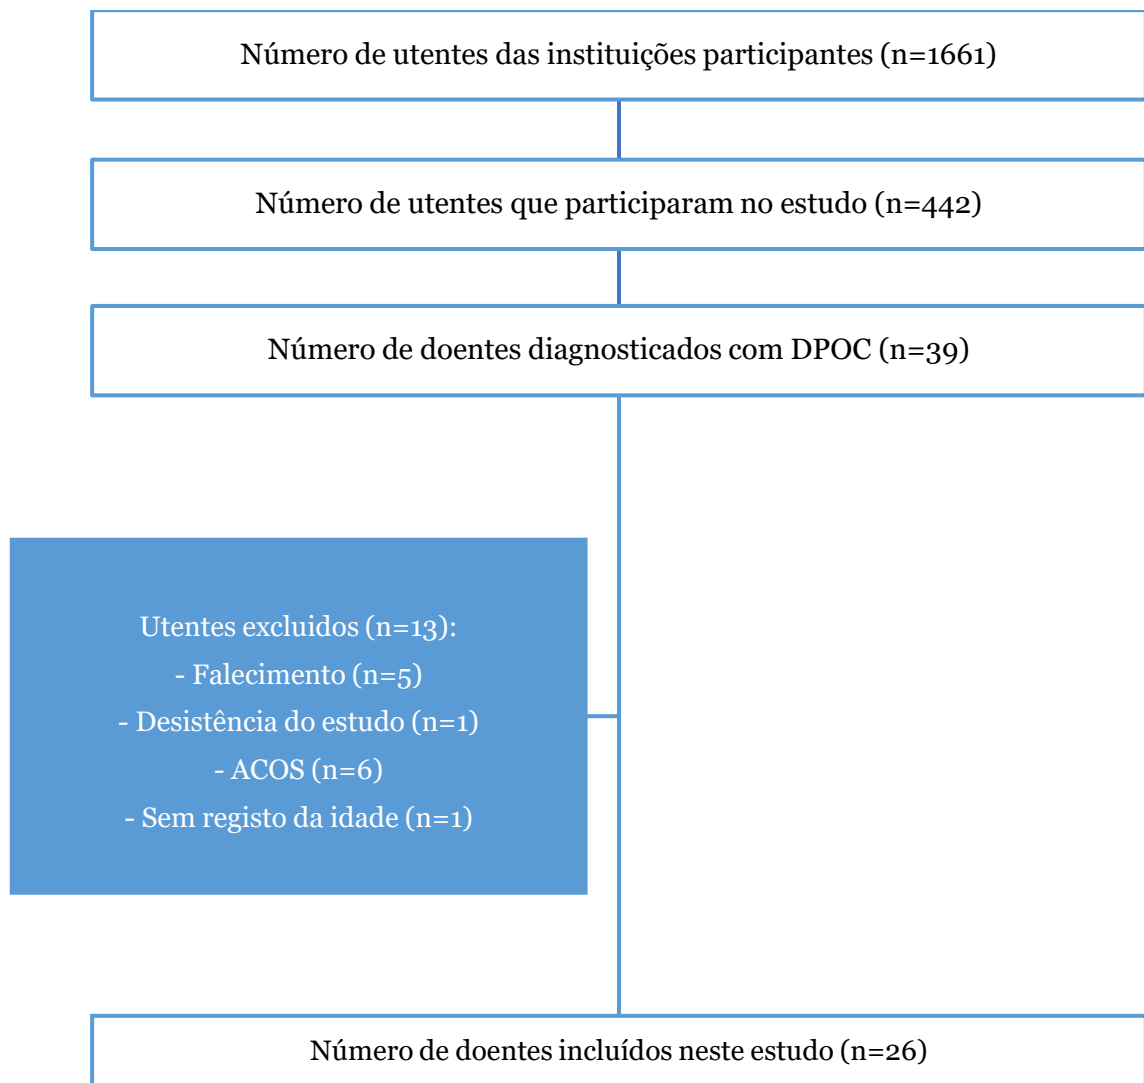 Número de utentes das instituições participantes (n=1661)
Número de utentes que participaram no estudo (n=442)
Número de doentes diagnosticados com DPOC (n=39)
Utentes excluidos (n=13):
- Falecimento (n=5)
- Desistência do estudo (n=1)
- ACOS (n=6)
- Sem registo da idade (n=1)
Número de doentes incluídos neste estudo (n=26)